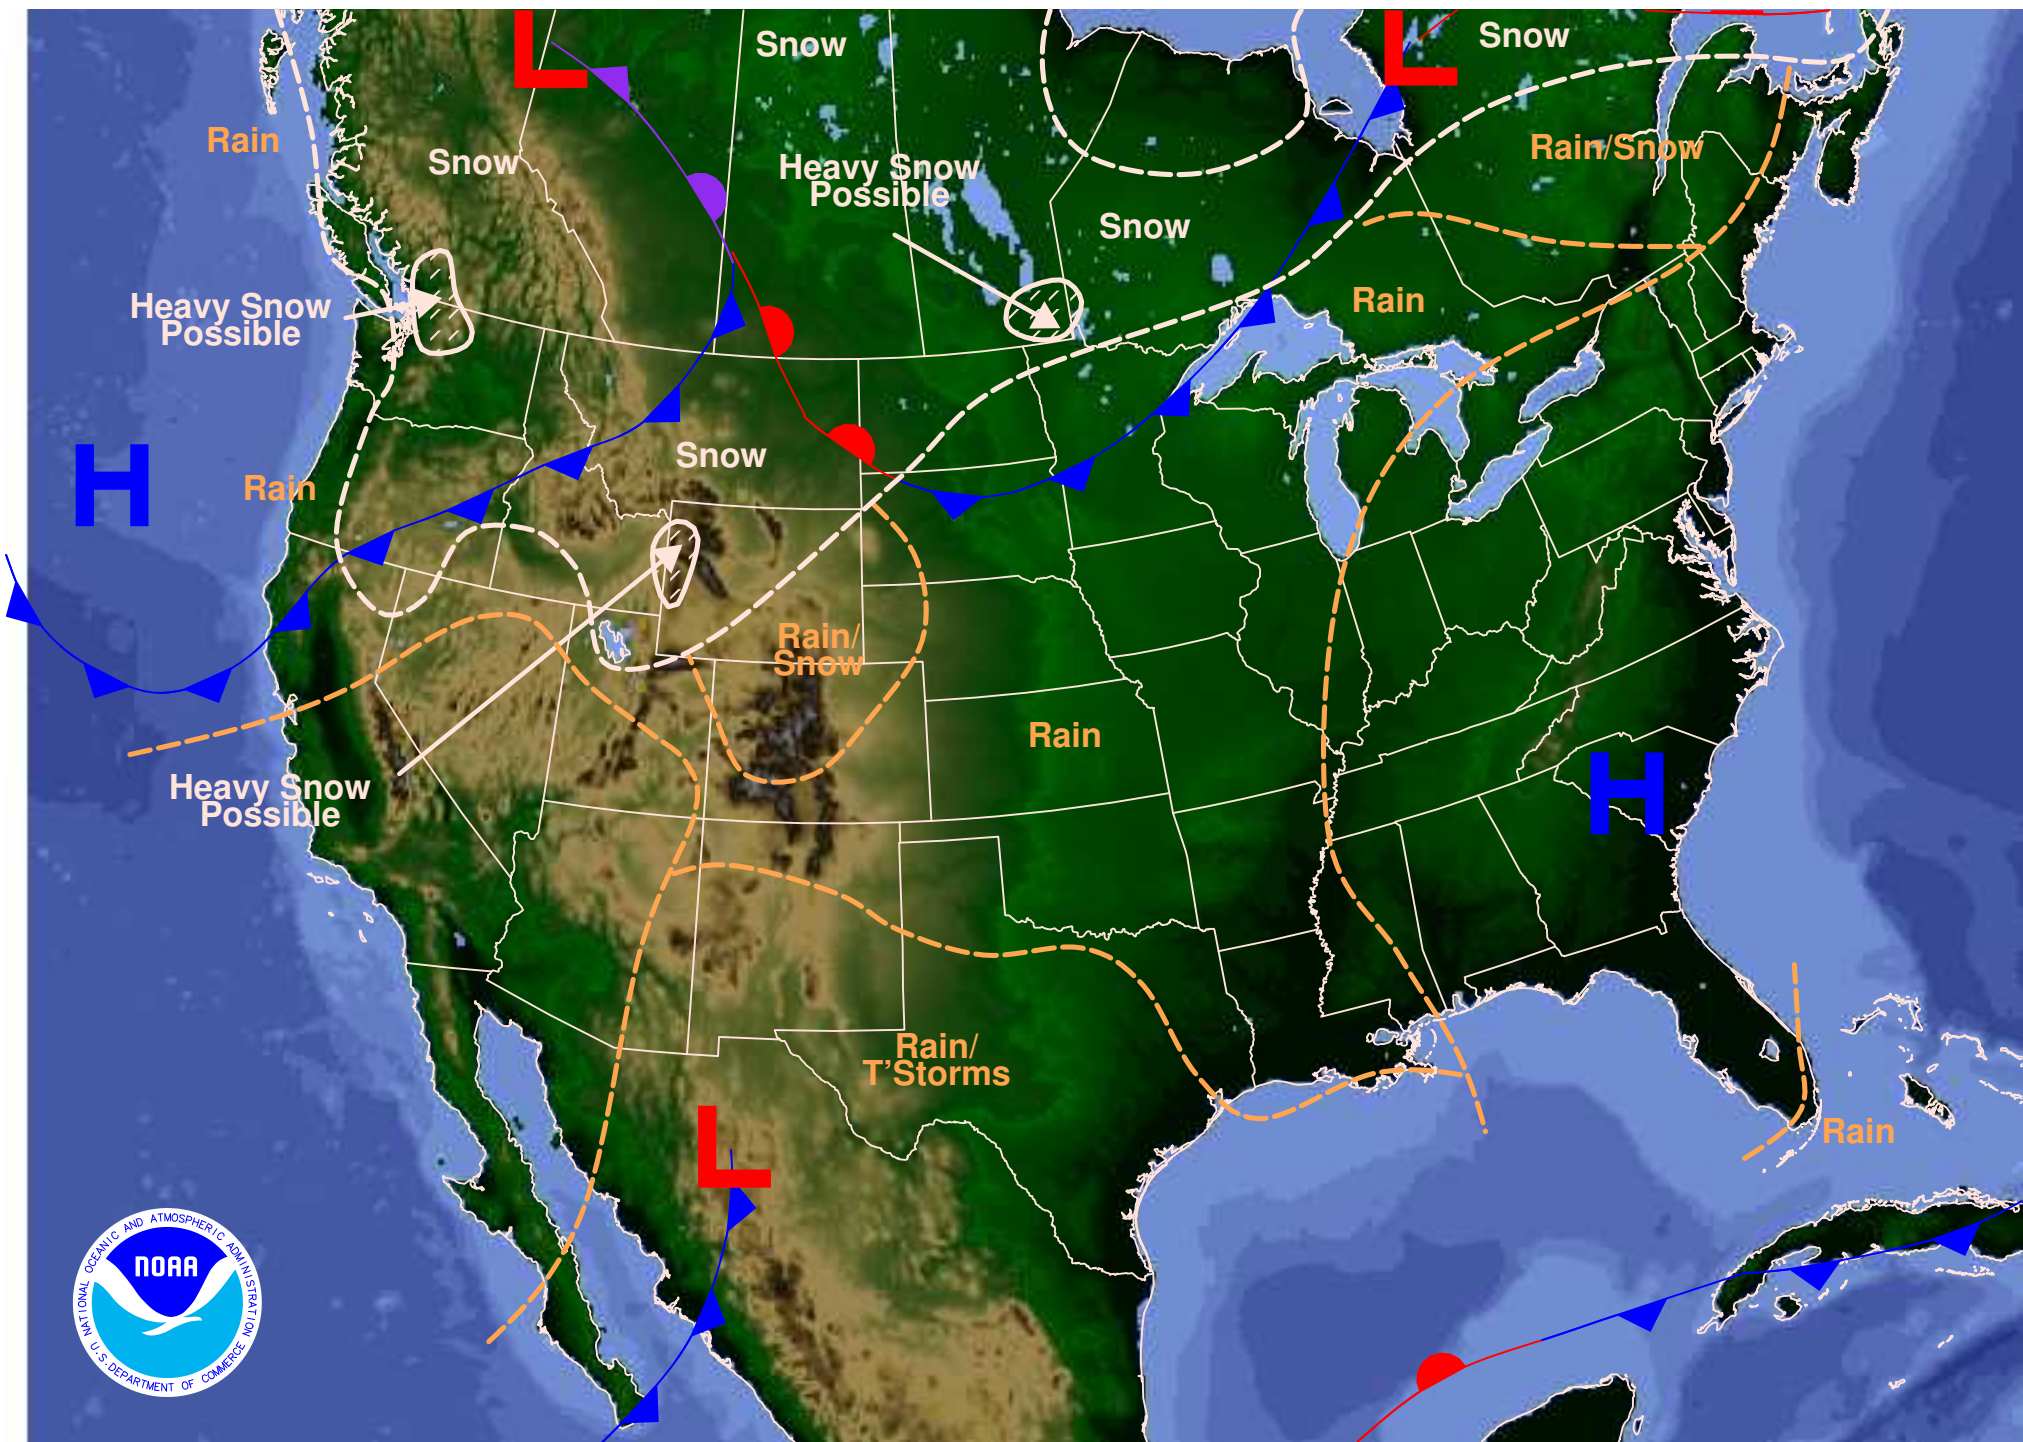 L
L
Snow
Snow
Rain
Snow
Heavy Snow
Possible
Rain/Snow
Snow
Heavy Snow
Possible
Rain
H
Snow
Rain
Rain/
Snow
Rain
Heavy Snow
Possible
H
Rain/
T'Storms
L
Rain
NATIONAL OCEANIC AND ATMOSPHERIC ADMINISTRATION
NOAA
U.S. DEPARTMENT OF COMMERCE